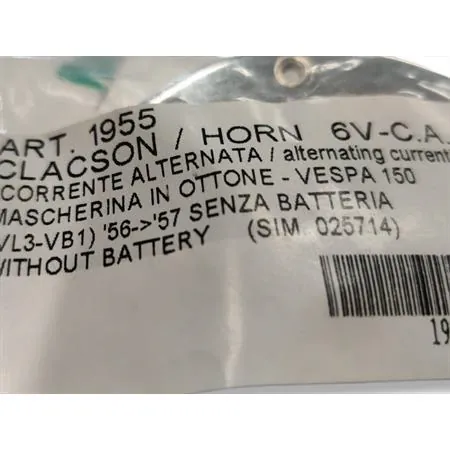 ART. 1955
CLACSON / HORN 6V-C.A.
CORRENTE ALTERNATA / alternating current
MASCHERINA IN OTTONE - VESPA 150
VL3-VB1) '56->'57 SENZA BATTERIA
WITHOUT BATTERY (SIM. 025714)
19